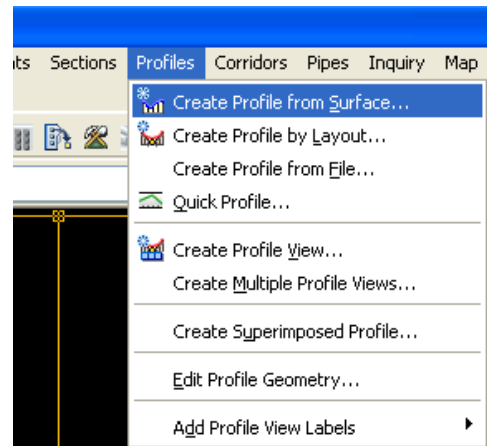 Sections Profiles Corridors Pipes Inquiry Map
Create Profile from Surface...
Create Profile by Layout...
Create Profile from File...
Quick Profile...
Create Profile View...
Create Multiple Profile Views...
Create Superimposed Profile...
Edit Profile Geometry...
Add Profile View Labels